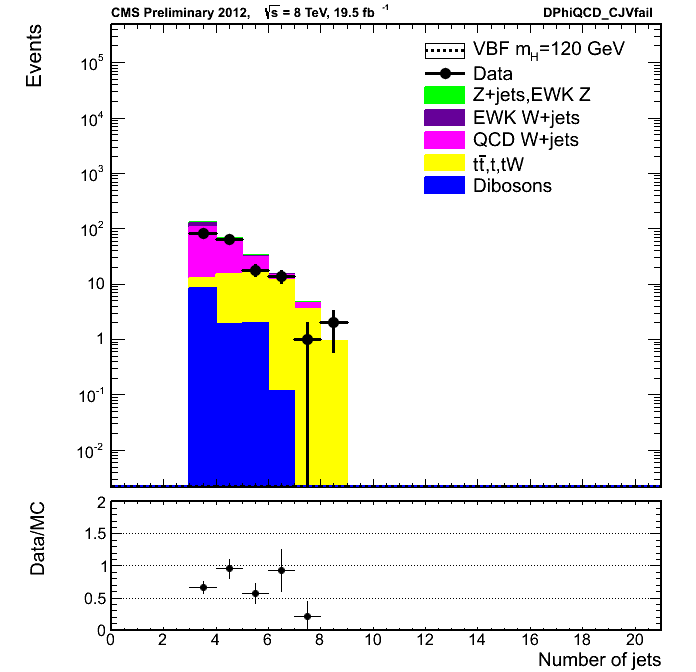 CMS Preliminary 2012, √s = 8 TeV, 19.5 fb⁻¹ DPhiQCD_CJVfail
Events
10⁵
10⁴
10³
10²
10
1
10⁻¹
10⁻²
VBF m_H=120 GeV
Data
Z+jets,EWK Z
EWK W+jets
QCD W+jets
tt̄,t,tW
Dibosons
Data/MC
2
1.5
1
0.5
0
0 2 4 6 8 10 12 14 16 18 20
Number of jets